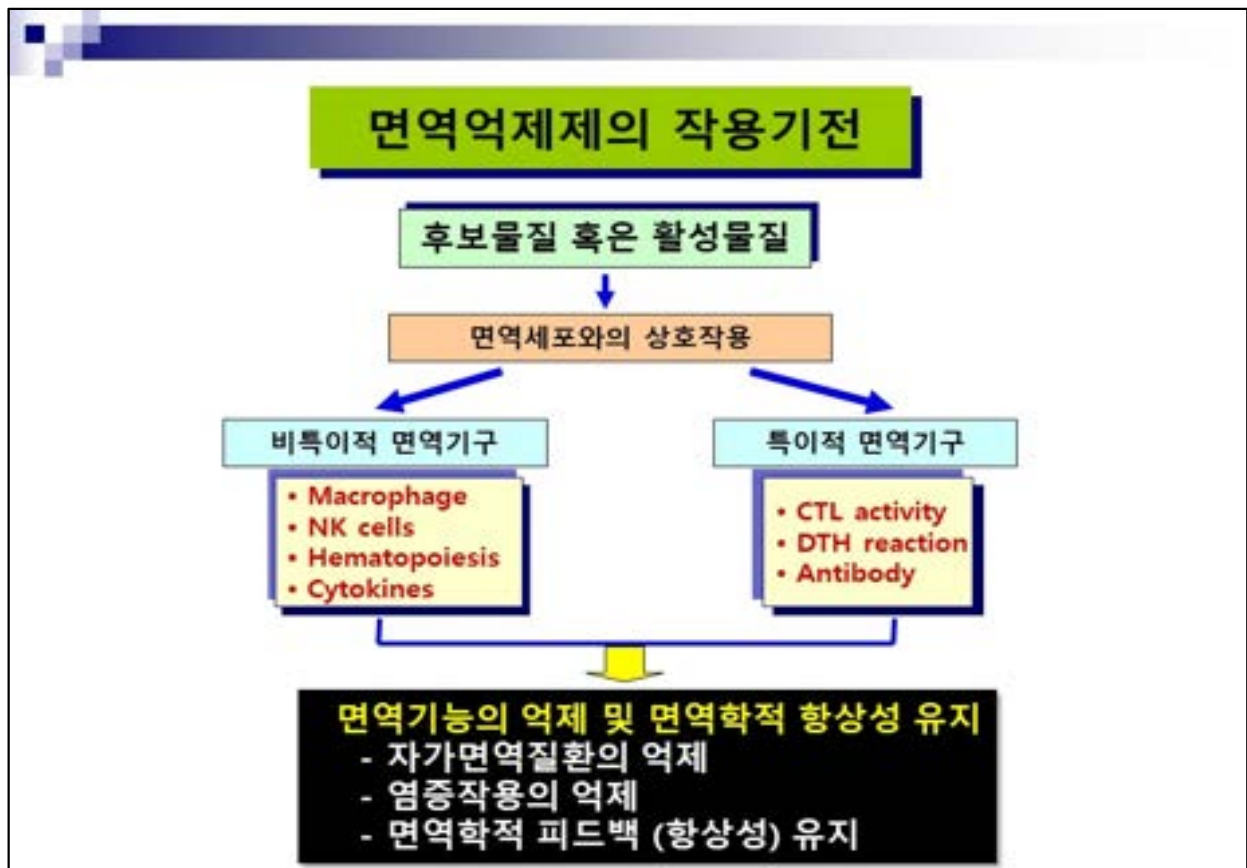 면역억제제의 작용기전
후보물질 혹은 활성물질
면역세포와의 상호작용
비특이적 면역기구
• Macrophage
• NK cells
• Hematopoiesis
• Cytokines
특이적 면역기구
• CTL activity
• DTH reaction
• Antibody
면역기능의 억제 및 면역학적 항상성 유지
- 자가면역질환의 억제
- 염증작용의 억제
- 면역학적 피드백 (항상성) 유지